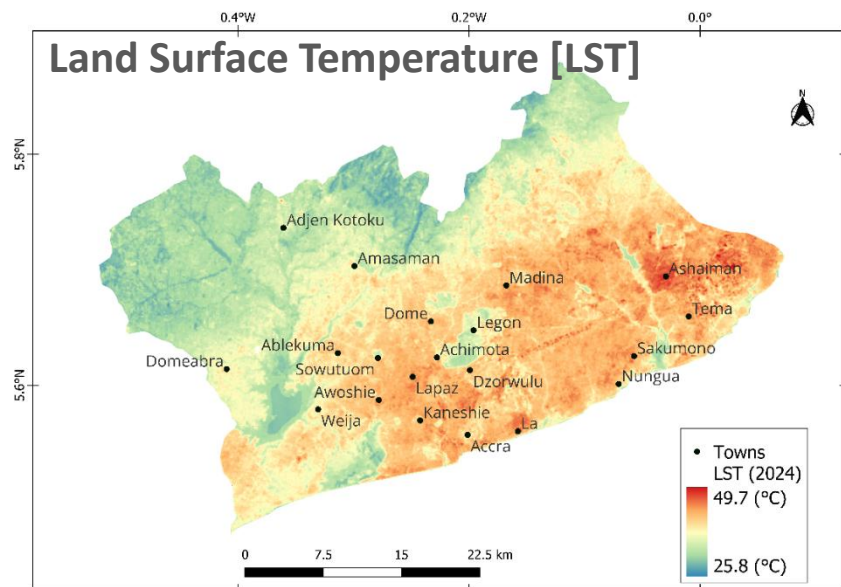 0.4°W 0.2°W 0.0°
Land Surface Temperature [LST]
N
5.8°N
Adjen Kotoku
Amasaman
Madina
Ashaiman
Dome
Legon
Tema
Ablekuma
Achimota
Sakumono
Domeabra
Sowutuom
Lapaz
Dzorwulu
Nungua
5.6°N
Awoshie
Weija
Kaneshie
La
Accra
Towns
LST (2024)
49.7 (°C)
25.8 (°C)
0 7.5 15 22.5 km